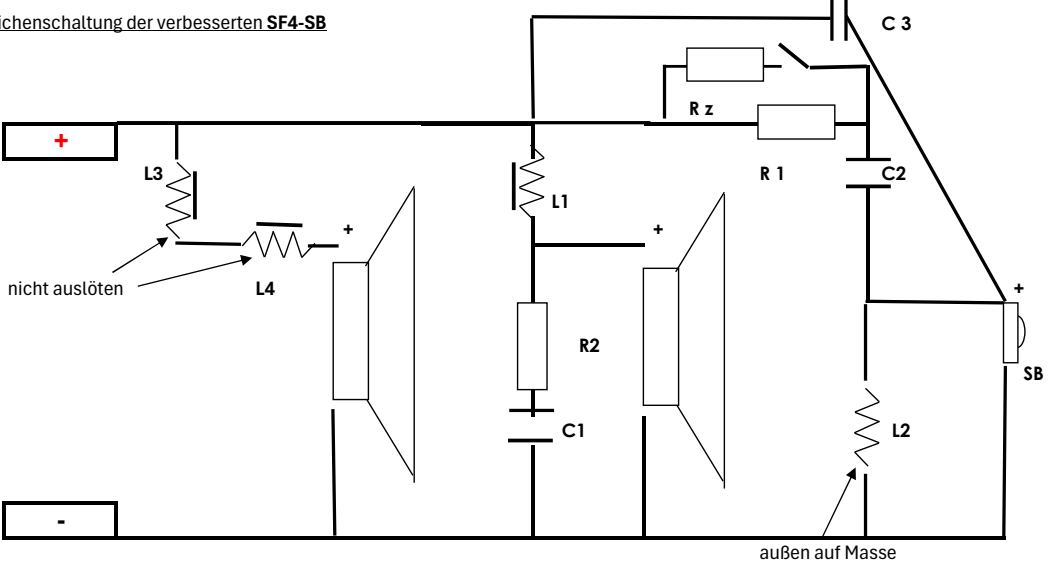 ichenschaltung der verbesserten SF4-SB
C 3
R z
+
L3
R 1
C2
L1
+
+
nicht auslöten
L4
+
R2
SB
C1
L2
-
außen auf Masse